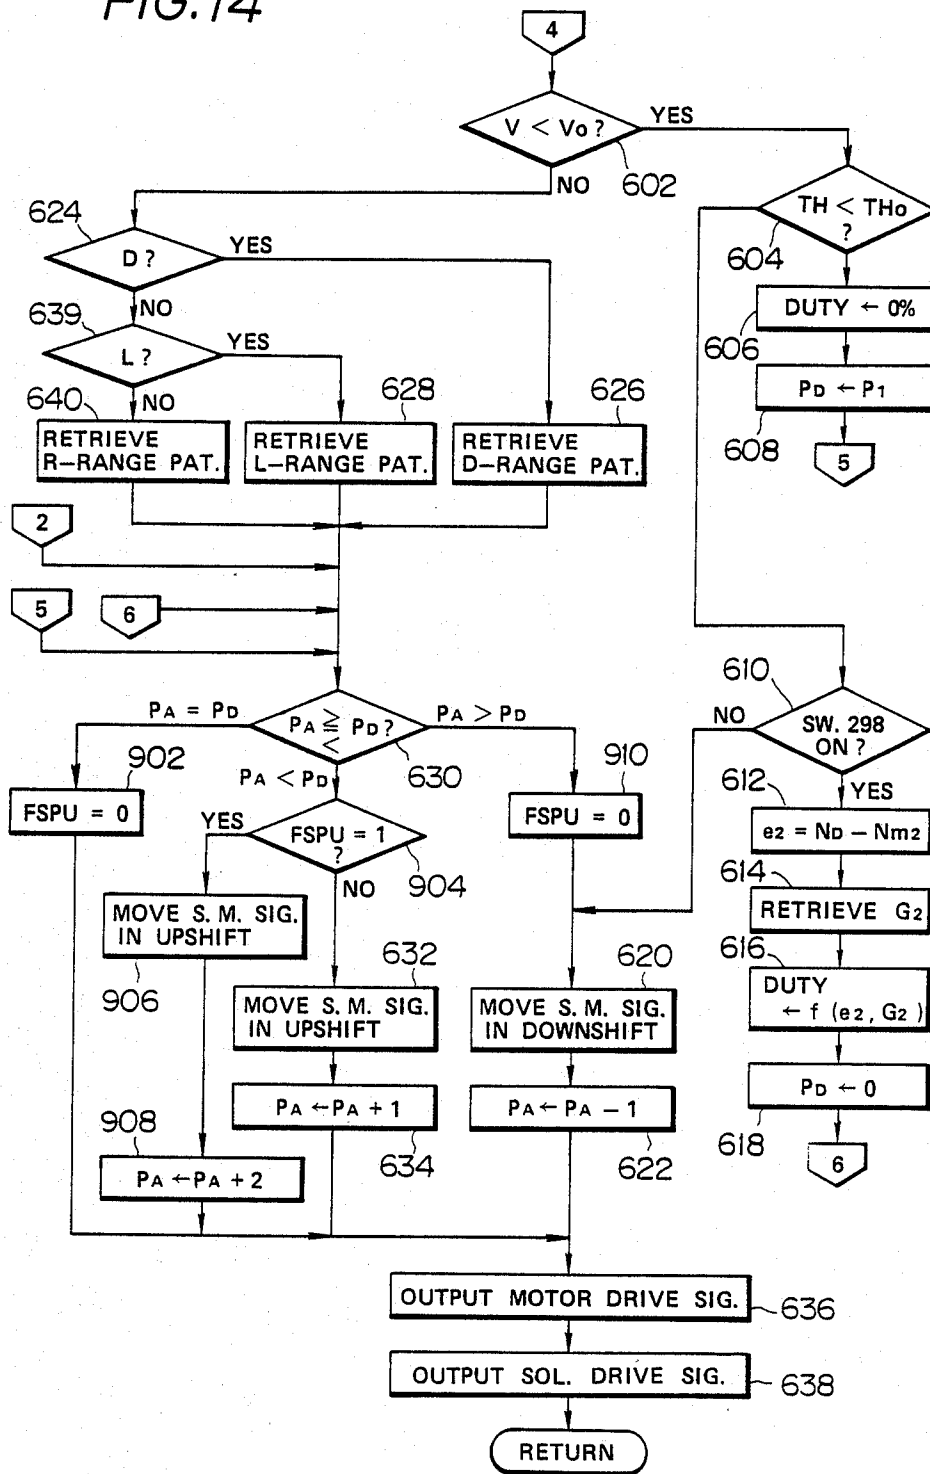 FIG. 14
4
V < Vo ?
YES
NO
602
TH < THo
?
604
624
D ?
YES
NO
DUTY ← 0%
606
639
L ?
YES
NO
PD ← P1
608
5
640
RETRIEVE
R-RANGE PAT.
628
RETRIEVE
L-RANGE PAT.
626
RETRIEVE
D-RANGE PAT.
2
5
6
610
SW. 298
ON ?
NO
YES
PA = PD
PA ≧ PD ?
<
PA > PD
630
PA < PD
902
FSPU = 0
910
FSPU = 0
612
e2 = ND − Nm2
YES
FSPU = 1
?
904
NO
614
RETRIEVE G2
MOVE S. M. SIG.
IN UPSHIFT
906
616
DUTY
← f (e2, G2)
632
MOVE S. M. SIG.
IN UPSHIFT
620
MOVE S. M. SIG.
IN DOWNSHIFT
PA ← PA + 1
634
PA ← PA − 1
622
PD ← 0
618
6
908
PA ← PA + 2
OUTPUT MOTOR DRIVE SIG.
636
OUTPUT SOL. DRIVE SIG.
638
RETURN